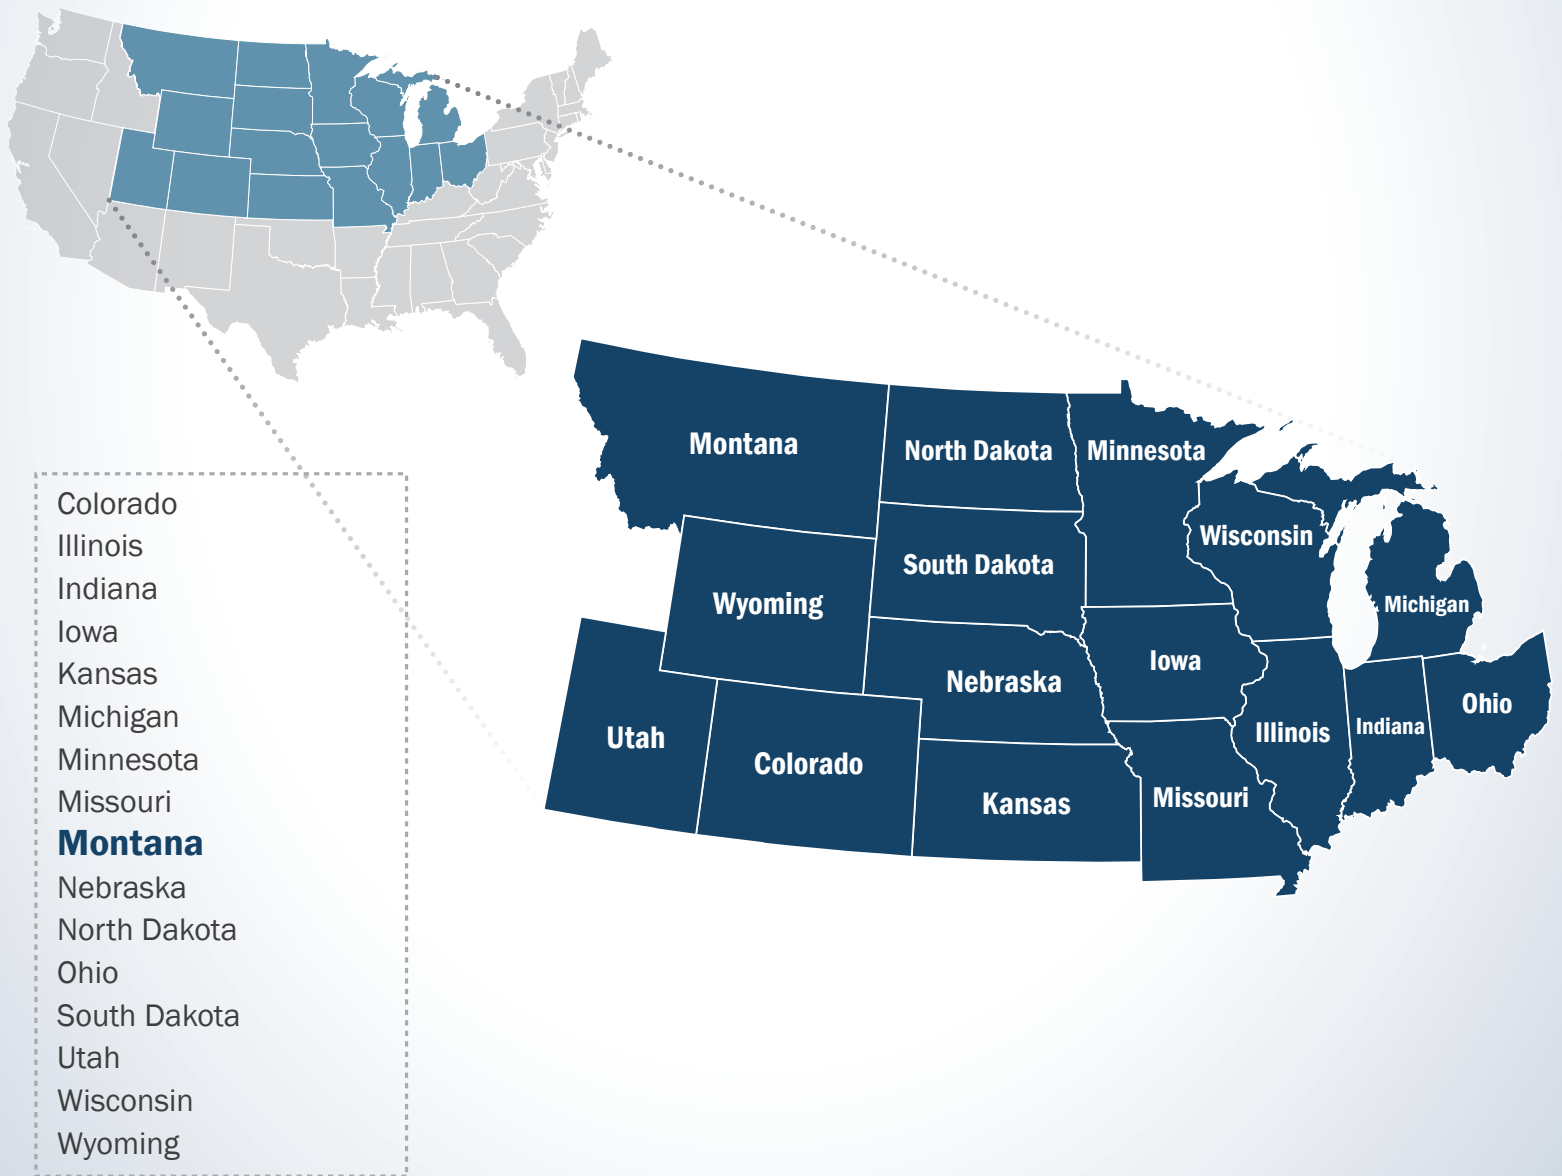 Montana
North Dakota
Minnesota
Wisconsin
South Dakota
Wyoming
Michigan
Iowa
Nebraska
Ohio
Utah
Colorado
Illinois
Indiana
Kansas
Missouri
Colorado
Illinois
Indiana
Iowa
Kansas
Michigan
Minnesota
Missouri
Montana
Nebraska
North Dakota
Ohio
South Dakota
Utah
Wisconsin
Wyoming